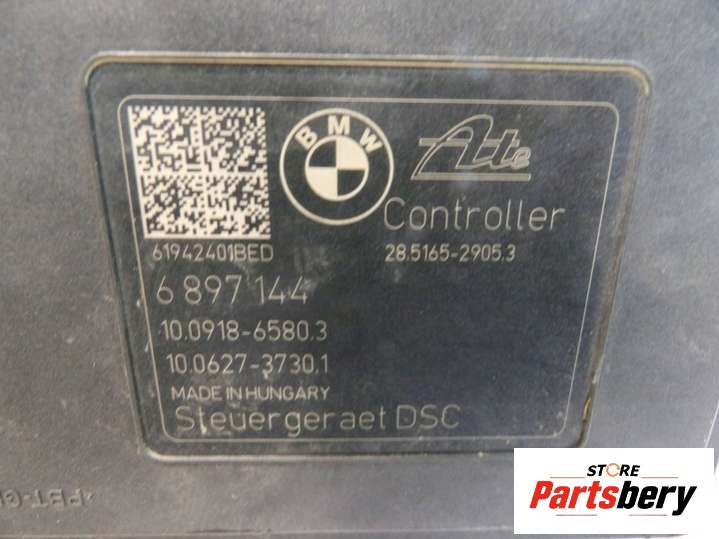 BMW
Ate
Controller
61942401BED
28.5165-2905.3
6 897 144
10.0918-6580.3
10.0627-3730.1
MADE IN HUNGARY
Steuergeraet DSC
STORE
Partsbery